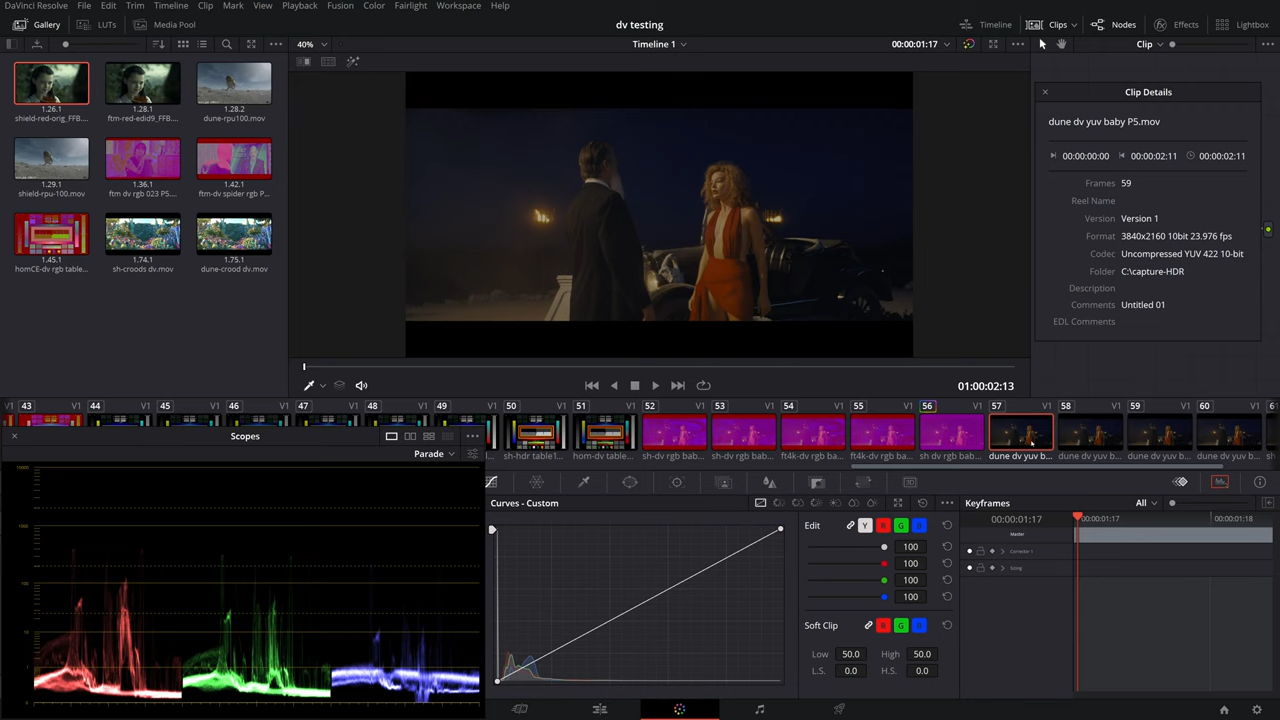 DaVinci Resolve File Edit Trim Timeline Clip Mark View Playback Fusion Color Fairlight Workspace Help
Gallery LUTs Media Pool dv testing Timeline Clips Nodes Effects Lightbox
40% Timeline 1 00:00:01:17 Clip
1.26.1 1.28.1 1.28.2
shield-red-orig_FFB... ftm-red-edid9_FFB... dune-rpu100.mov
1.29.1 1.36.1 1.42.1
shield-rpu-100.mov ftm dv rgb 023 P5.... ftm-dv spider rgb P...
1.45.1 1.74.1 1.75.1
homCE-dv rgb table... sh-croods dv.mov dune-crood dv.mov
Clip Details
dune dv yuv baby P5.mov
00:00:00:00 00:00:02:11 00:00:02:11
Frames 59
Reel Name
Version Version 1
Format 3840x2160 10bit 23.976 fps
Codec Uncompressed YUV 422 10-bit
Folder C:\capture-HDR
Description
Comments Untitled 01
EDL Comments
01:00:02:13
V1 43 V1 44 V1 45 V1 46 V1 47 V1 48 V1 49 V1 50 V1 51 V1 52 V1 53 V1 54 V1 55 V1 56 V1 57 V1 58 V1 59 V1 60 V1
sh-hdr table1... hom-dv table... sh-dv rgb bab... sh-dv rgb bab... ft4k-dv rgb ba... ft4k-dv rgb ba... sh dv rgb bab... dune dv yuv b... dune dv yuv b... dune dv yuv b... dune dv yuv b...
Scopes
Parade
10000
1000
100
10
1
0
Curves - Custom
Edit Y R G B
100
100
100
100
Soft Clip R G B
Low 50.0 High 50.0
L.S. 0.0 H.S. 0.0
Keyframes All
00:00:01:17 00:00:01:17 00:00:01:18
Master
Corrector 1
Sizing